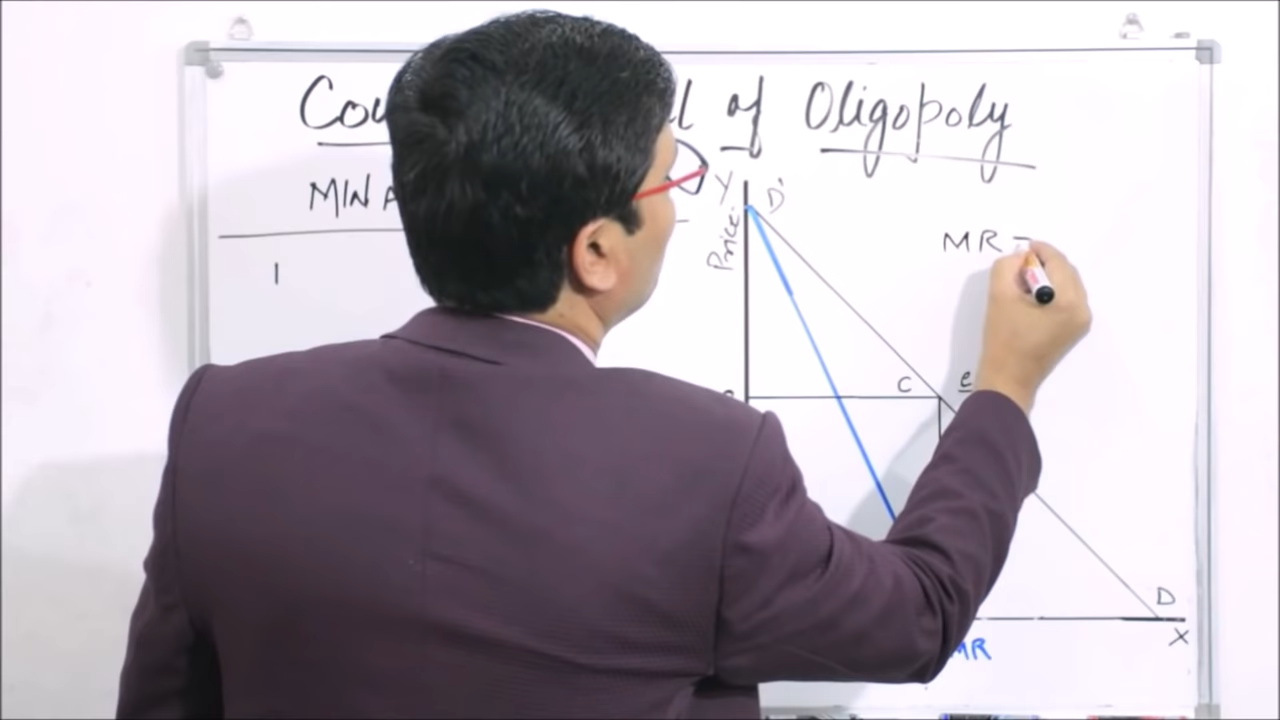 Cou l of Oligopoly
MIN A
1
Y
D'
Price
MR =
C e
D
X
MR